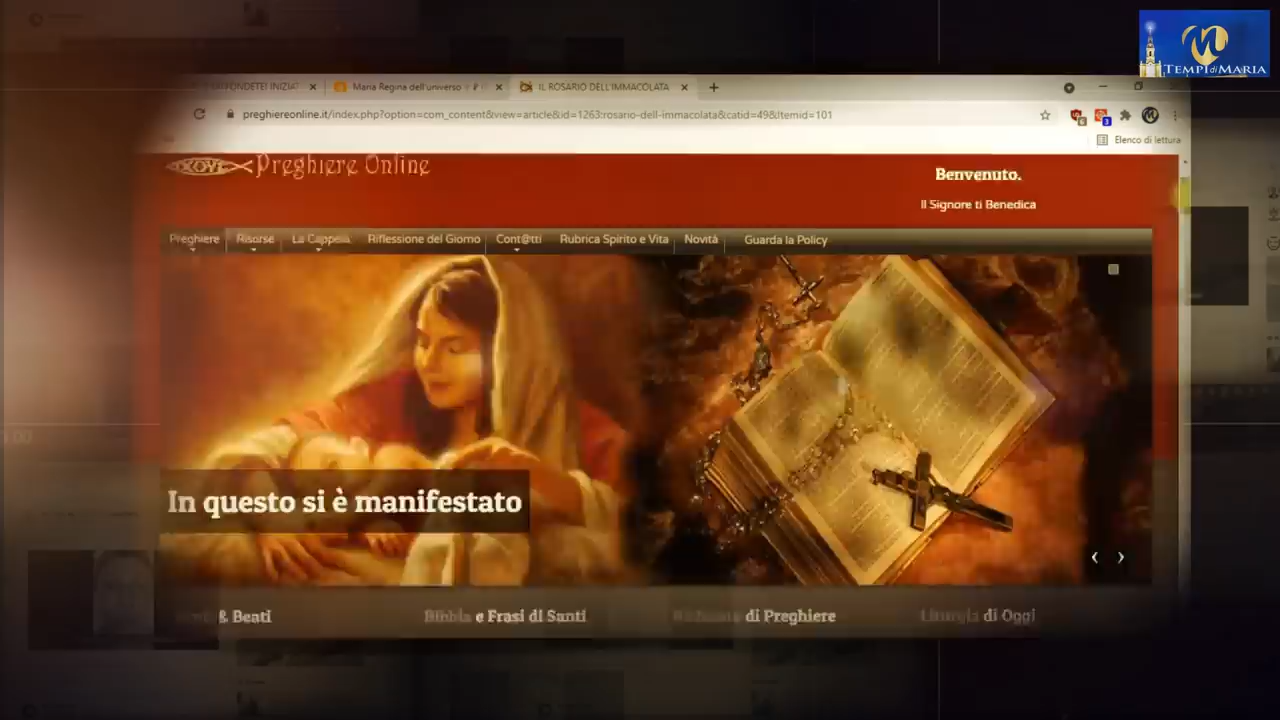 TEMPI di MARIA
FONDETEI INIZIA?
Maria Regina dell'universo
IL ROSARIO DELL'IMMACOLATA
preghiereonline.it/index.php?option=com_content&view=article&id=1263:rosario-dell-immacolata&catid=49&Itemid=101
Elenco di lettura
Preghiere Online
Benvenuto.
Il Signore ti Benedica
Preghiere Risorse La Cappella Riflessione del Giorno Cont@tti Rubrica Spirito e Vita Novità Guarda la Policy
In questo si è manifestato
& Beati Bibbia e Frasi di Santi di Preghiere Liturgia di Oggi